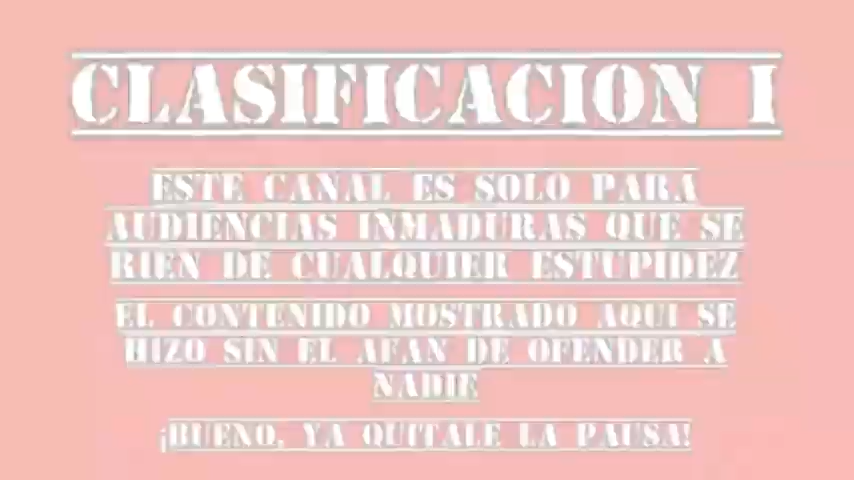 CLASIFICACION I
ESTE CANAL ES SOLO PARA
AUDIENCIAS INMADURAS QUE SE
RIEN DE CUALQUIER ESTUPIDEZ
EL CONTENIDO MOSTRADO AQUI SE
HIZO SIN EL AFAN DE OFENDER A
NADIE
¡BUENO, YA QUITALE LA PAUSA!